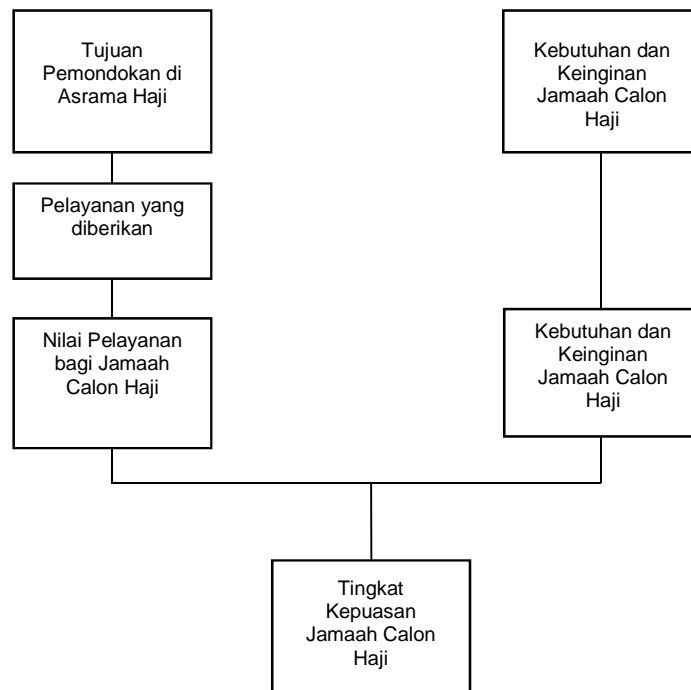 Tujuan
Pemondokan di
Asrama Haji
Kebutuhan dan
Keinginan
Jamaah Calon
Haji
Pelayanan yang
diberikan
Nilai Pelayanan
bagi Jamaah
Calon Haji
Kebutuhan dan
Keinginan
Jamaah Calon
Haji
Tingkat
Kepuasan
Jamaah Calon
Haji